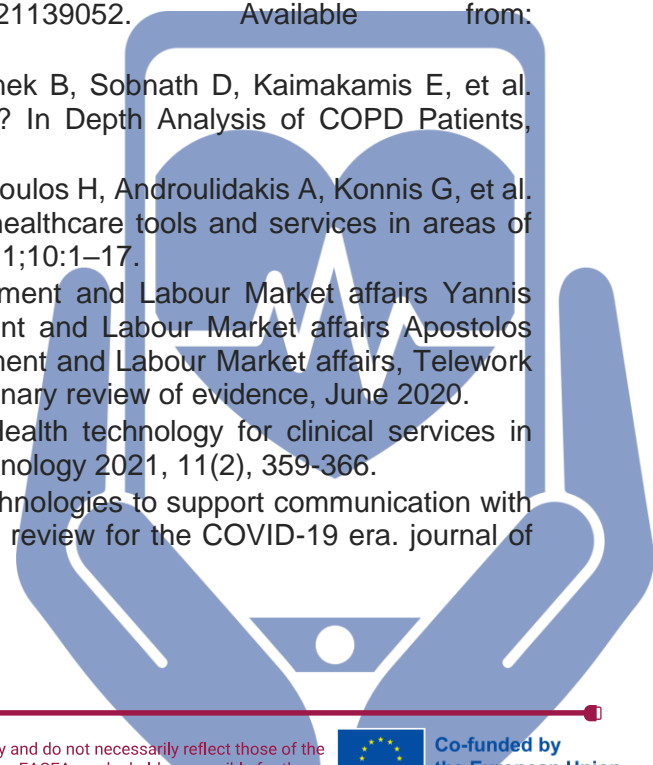 21139052. Available from:
nek B, Sobnath D, Kaimakamis E, et al.
? In Depth Analysis of COPD Patients,
oulos H, Androulidakis A, Konnis G, et al.
healthcare tools and services in areas of
1;10:1–17.
ment and Labour Market affairs Yannis
nt and Labour Market affairs Apostolos
ment and Labour Market affairs, Telework
nary review of evidence, June 2020.
Health technology for clinical services in
nology 2021, 11(2), 359-366.
chnologies to support communication with
review for the COVID-19 era. journal of
y and do not necessarily reflect those of the
Co-funded by
the European Union